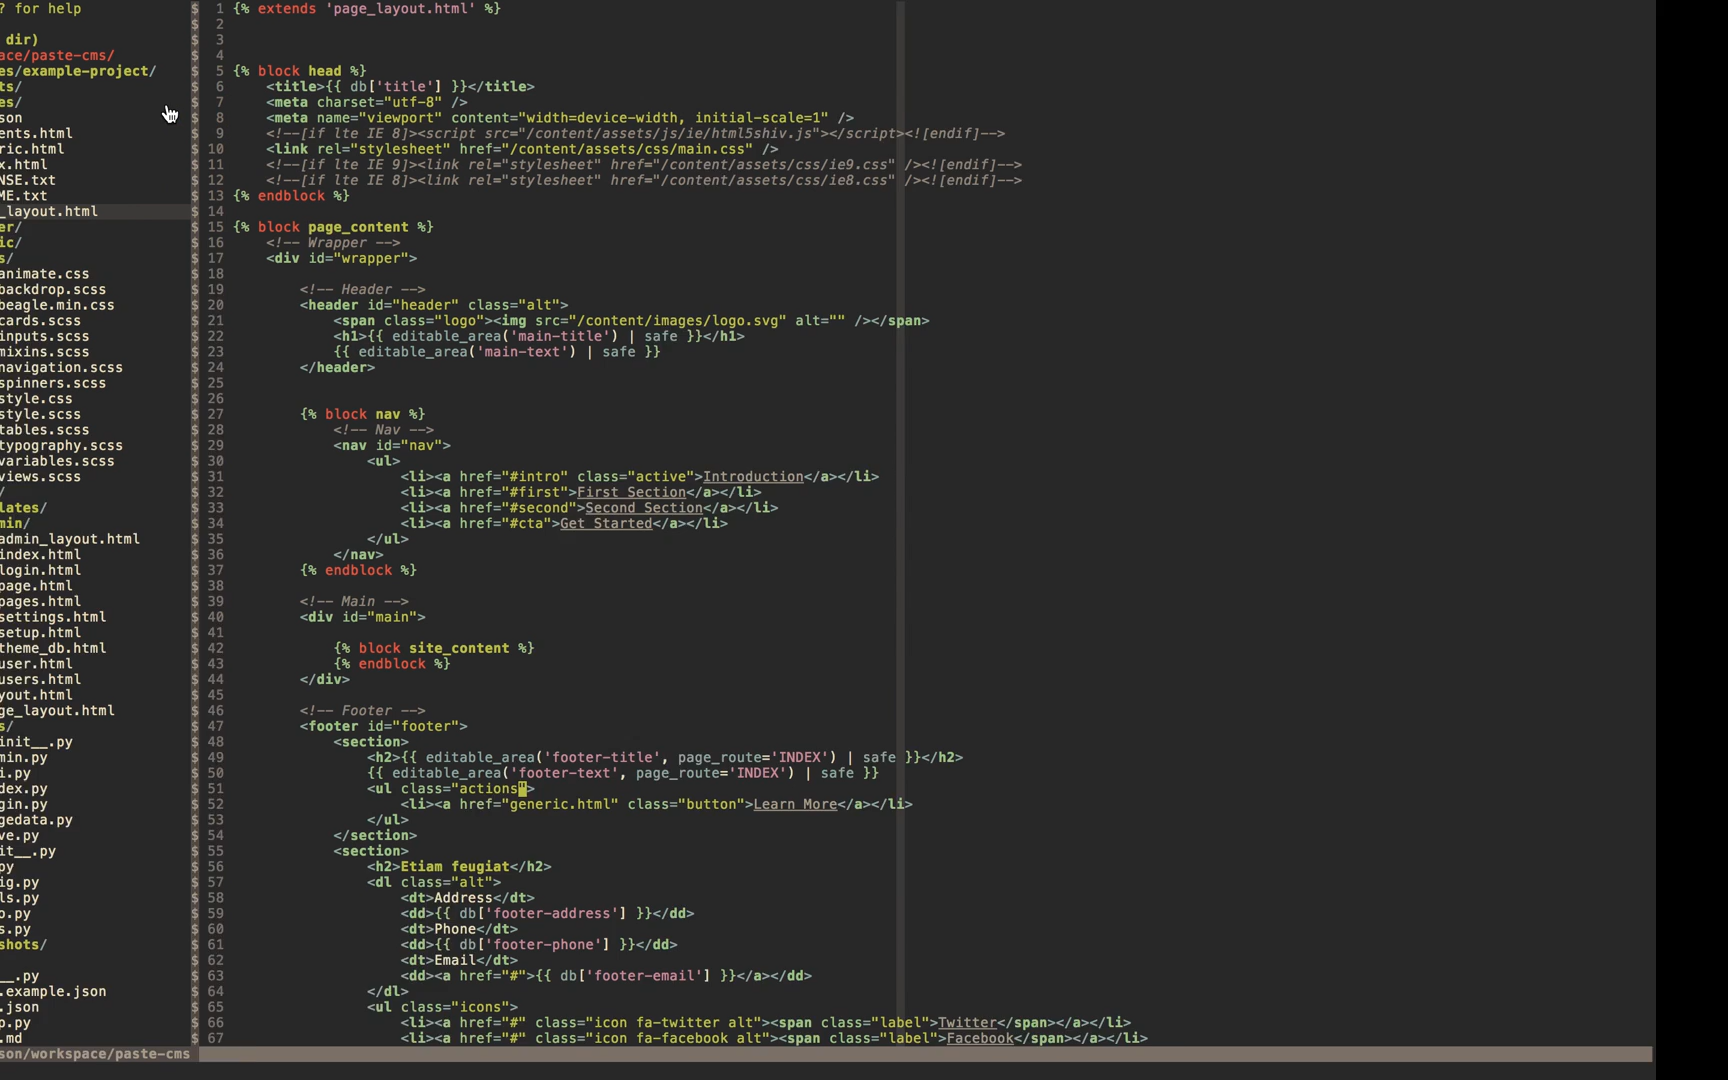 ? for help
dir)
ace/paste-cms/
es/example-project/
ts/
es/
son
ents.html
ric.html
x.html
NSE.txt
ME.txt
_layout.html
er/
ic/
s/
animate.css
backdrop.scss
beagle.min.css
cards.scss
inputs.scss
mixins.scss
navigation.scss
spinners.scss
style.css
style.scss
tables.scss
typography.scss
variables.scss
views.scss
/
lates/
min/
admin_layout.html
index.html
login.html
page.html
pages.html
settings.html
setup.html
theme_db.html
user.html
users.html
yout.html
ge_layout.html
s/
init__.py
min.py
i.py
dex.py
gin.py
gedata.py
ve.py
it__.py
py
ig.py
ls.py
o.py
s.py
shots/
__.py
.example.json
.json
p.py
.md
son/workspace/paste-cms
$ 1 {% extends 'page_layout.html' %}
$ 2
$ 3
$ 4
$ 5 {% block head %}
$ 6 <title>{{ db['title'] }}</title>
$ 7 <meta charset="utf-8" />
$ 8 <meta name="viewport" content="width=device-width, initial-scale=1" />
$ 9 <!--[if lte IE 8]><script src="/content/assets/js/ie/html5shiv.js"></script><![endif]-->
$ 10 <link rel="stylesheet" href="/content/assets/css/main.css" />
$ 11 <!--[if lte IE 9]><link rel="stylesheet" href="/content/assets/css/ie9.css" /><![endif]-->
$ 12 <!--[if lte IE 8]><link rel="stylesheet" href="/content/assets/css/ie8.css" /><![endif]-->
$ 13 {% endblock %}
$ 14
$ 15 {% block page_content %}
$ 16 <!-- Wrapper -->
$ 17 <div id="wrapper">
$ 18
$ 19 <!-- Header -->
$ 20 <header id="header" class="alt">
$ 21 <span class="logo"><img src="/content/images/logo.svg" alt="" /></span>
$ 22 <h1>{{ editable_area('main-title') | safe }}</h1>
$ 23 {{ editable_area('main-text') | safe }}
$ 24 </header>
$ 25
$ 26
$ 27 {% block nav %}
$ 28 <!-- Nav -->
$ 29 <nav id="nav">
$ 30 <ul>
$ 31 <li><a href="#intro" class="active">Introduction</a></li>
$ 32 <li><a href="#first">First Section</a></li>
$ 33 <li><a href="#second">Second Section</a></li>
$ 34 <li><a href="#cta">Get Started</a></li>
$ 35 </ul>
$ 36 </nav>
$ 37 {% endblock %}
$ 38
$ 39 <!-- Main -->
$ 40 <div id="main">
$ 41
$ 42 {% block site_content %}
$ 43 {% endblock %}
$ 44 </div>
$ 45
$ 46 <!-- Footer -->
$ 47 <footer id="footer">
$ 48 <section>
$ 49 <h2>{{ editable_area('footer-title', page_route='INDEX') | safe }}</h2>
$ 50 {{ editable_area('footer-text', page_route='INDEX') | safe }}
$ 51 <ul class="actions">
$ 52 <li><a href="generic.html" class="button">Learn More</a></li>
$ 53 </ul>
$ 54 </section>
$ 55 <section>
$ 56 <h2>Etiam feugiat</h2>
$ 57 <dl class="alt">
$ 58 <dt>Address</dt>
$ 59 <dd>{{ db['footer-address'] }}</dd>
$ 60 <dt>Phone</dt>
$ 61 <dd>{{ db['footer-phone'] }}</dd>
$ 62 <dt>Email</dt>
$ 63 <dd><a href="#">{{ db['footer-email'] }}</a></dd>
$ 64 </dl>
$ 65 <ul class="icons">
$ 66 <li><a href="#" class="icon fa-twitter alt"><span class="label">Twitter</span></a></li>
$ 67 <li><a href="#" class="icon fa-facebook alt"><span class="label">Facebook</span></a></li>